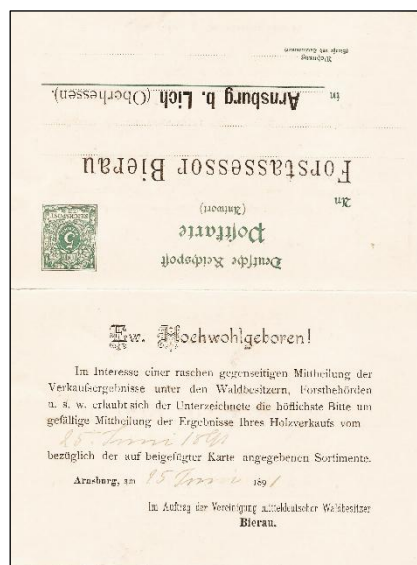 Deutsche Reichspost
Postkarte
(Antwort)
An
Forstassessor Bierau
in Arnsburg b. Lich (Oberhessen).
Wohnung
Ew. Hochwohlgeboren!
Im Interesse einer raschen gegenseitigen Mittheilung der
Verkaufsergebnisse unter den Waldbesitzern, Forstbehörden
u. s. w. erlaubt sich der Unterzeichnete die höflichste Bitte um
gefällige Mittheilung der Ergebnisse Ihres Holzverkaufs vom
25. Juni 1891
bezüglich der auf beigefügter Karte angegebenen Sortimente.
Arnsburg, am 25 Juni 1891
Im Auftrag der Vereinigung mitteldeutscher Waldbesitzer
Bierau.